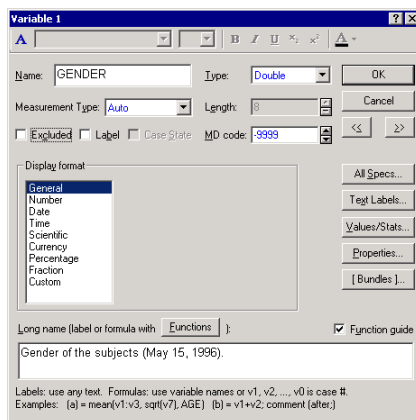 Variable 1
A B I U x₂ x² A
Name: GENDER Type: Double OK
Measurement Type: Auto Length: 8 Cancel
Excluded Label Case State MD code: -9999 << >>
Display format
General
Number
Date
Time
Scientific
Currency
Percentage
Fraction
Custom
All Specs...
Text Labels...
Values/Stats...
Properties...
[ Bundles ]...
Long name (label or formula with Functions ): Function guide
Gender of the subjects (May 15, 1996).
Labels: use any text. Formulas: use variable names or v1, v2, ..., v0 is case #.
Examples: (a) = mean(v1:v3, sqrt(v7), AGE) (b) = v1+v2; comment (after;)